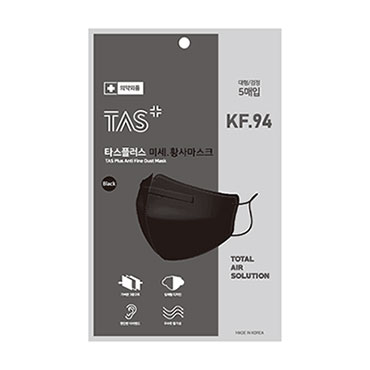 의약외품
대형/검정
5매입
TAS+
KF.94
타스플러스 미세.황사마스크
TAS Plus Anti Fine Dust Mask
Black
TOTAL
AIR
SOLUTION
MADE IN KOREA